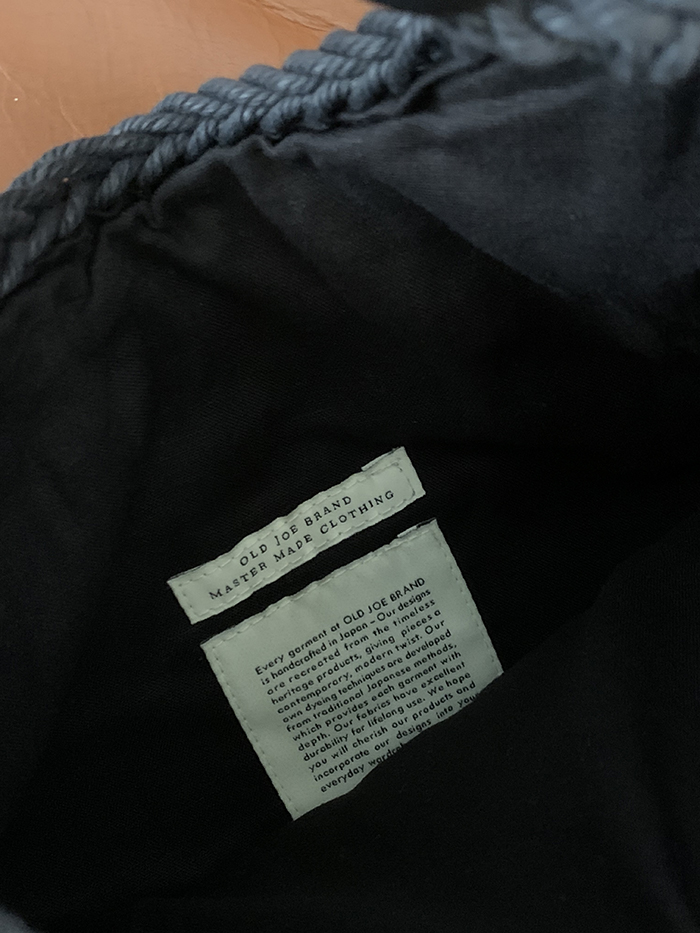 OLD JOE BRAND
MASTER MADE CLOTHING
Every garment of OLD JOE BRAND
is handcrafted in Japan – Our designs
are recreated from the timeless
heritage products, giving pieces a
contemporary, modern twist. Our
own dyeing techniques are developed
from traditional Japanese methods,
which provides each garment with
depth. Our fabrics have excellent
durability for lifelong use. We hope
you will cherish our products and
incorporate our designs into you
everyday